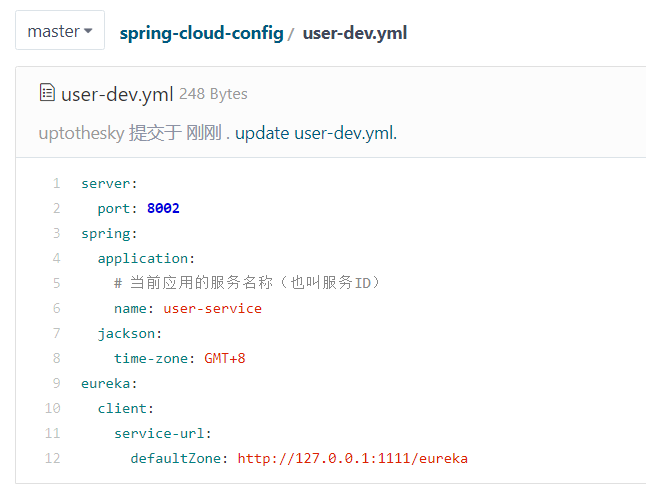 master
spring-cloud-config / user-dev.yml
user-dev.yml 248 Bytes
uptothesky 提交于 刚刚 . update user-dev.yml.
1 server:
2   port: 8002
3 spring:
4   application:
5     # 当前应用的服务名称（也叫服务ID）
6     name: user-service
7   jackson:
8     time-zone: GMT+8
9 eureka:
10   client:
11     service-url:
12       defaultZone: http://127.0.0.1:1111/eureka